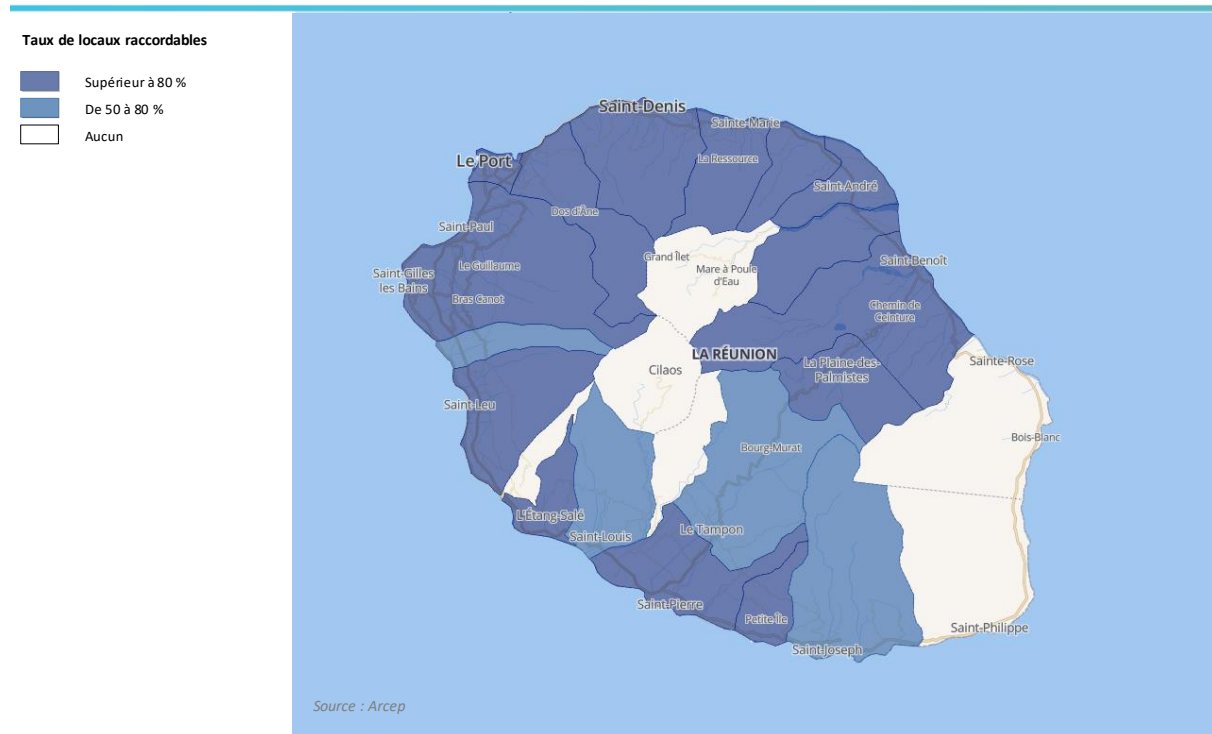 Taux de locaux raccordables
Supérieur à 80 %
De 50 à 80 %
Aucun
Saint-Denis
Sainte-Marie
Le Port
La Ressource
Saint-André
Dos d'Âne
Saint-Paul
Grand Îlet
Saint-Benoît
Le Guillaume
Mare à Poule
d'Eau
Saint-Gilles
les Bains
Bras Canot
Chemin de
Ceinture
LA RÉUNION
Sainte-Rose
Cilaos
La Plaine-des-
Palmistes
Saint-Leu
Bois-Blanc
Bourg-Murat
L'Étang-Salé
Le Tampon
Saint-Louis
Saint-Pierre
Petite-Île
Saint-Philippe
Saint-Joseph
Source : Arcep